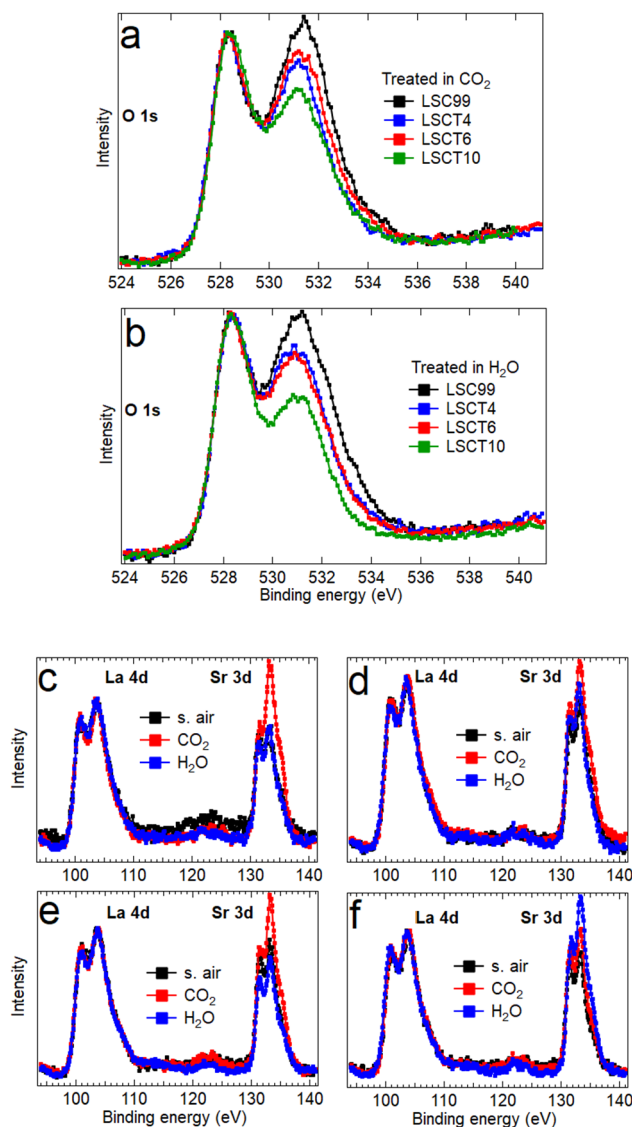 a
Treated in CO2
LSC99
LSCT4
LSCT6
LSCT10
O 1s
Intensity
524 526 528 530 532 534 536 538 540
b
Treated in H2O
LSC99
LSCT4
LSCT6
LSCT10
O 1s
Intensity
524 526 528 530 532 534 536 538 540
Binding energy (eV)
c La 4d Sr 3d
s. air
CO2
H2O
Intensity
100 110 120 130 140
d La 4d Sr 3d
s. air
CO2
H2O
100 110 120 130 140
e La 4d Sr 3d
s. air
CO2
H2O
Intensity
100 110 120 130 140
Binding energy (eV)
f La 4d Sr 3d
s. air
CO2
H2O
100 110 120 130 140
Binding energy (eV)